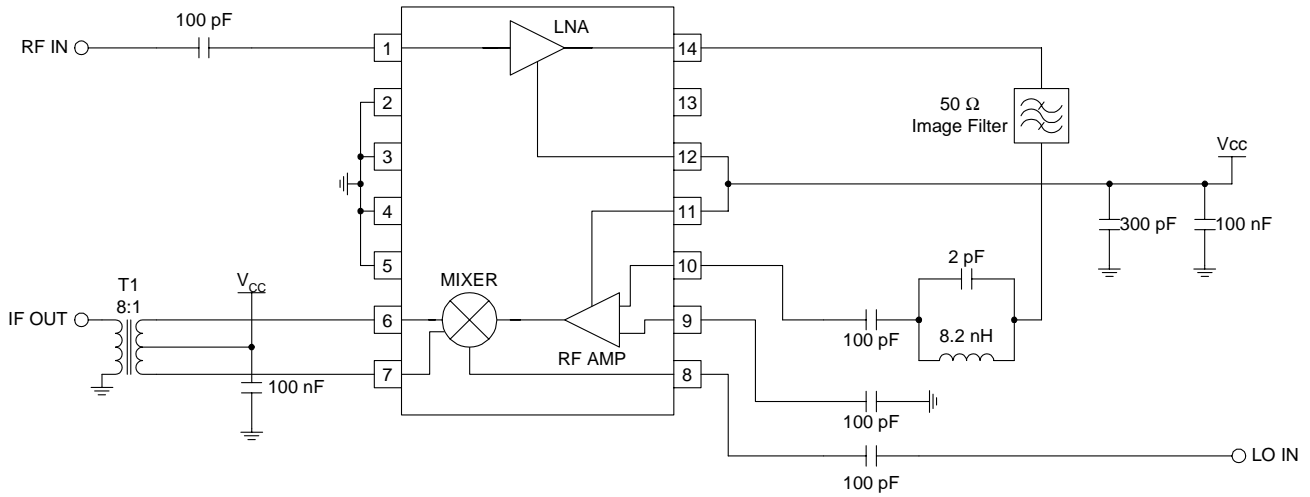 100 pF
RF IN
1
2
3
4
5
6
7
LNA
14
13
12
11
10
9
8
50 Ω
Image Filter
Vcc
300 pF
100 nF
2 pF
8.2 nH
100 pF
MIXER
RF AMP
T1
8:1
VCC
IF OUT
100 nF
100 pF
100 pF
LO IN